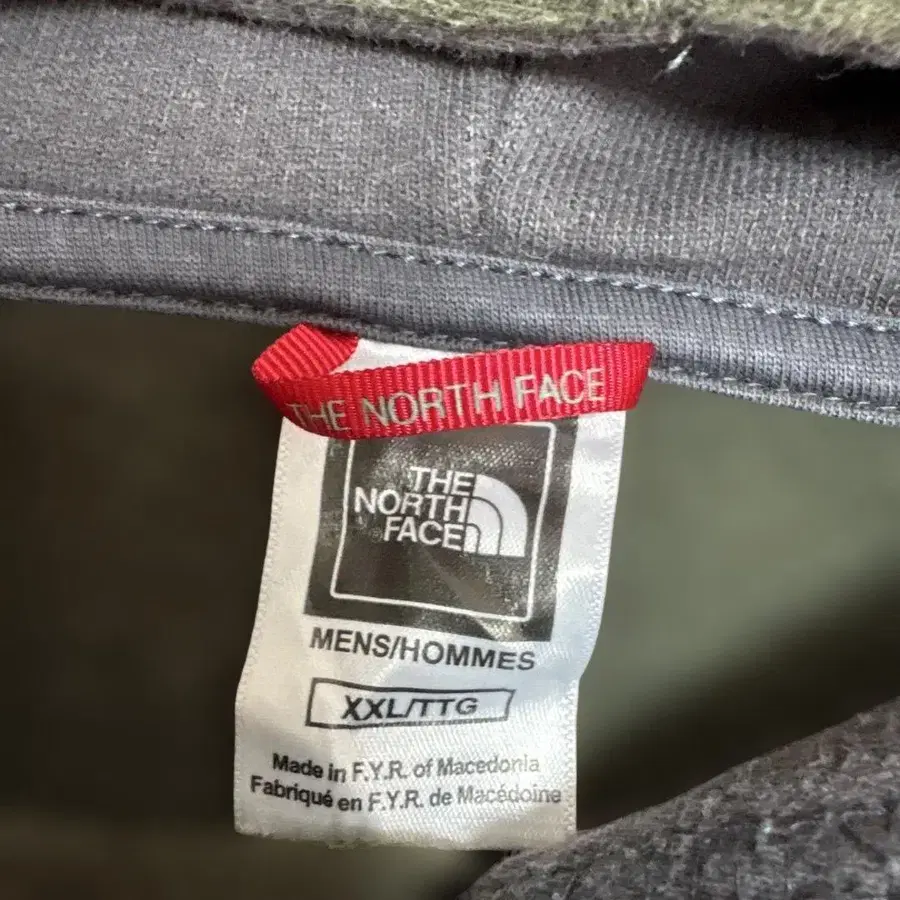 THE NORTH FACE
THE
NORTH
FACE
MENS/HOMMES
XXL/TTG
Made in F.Y.R. of Macedonia
Fabriqué en F.Y.R. de Macédoine